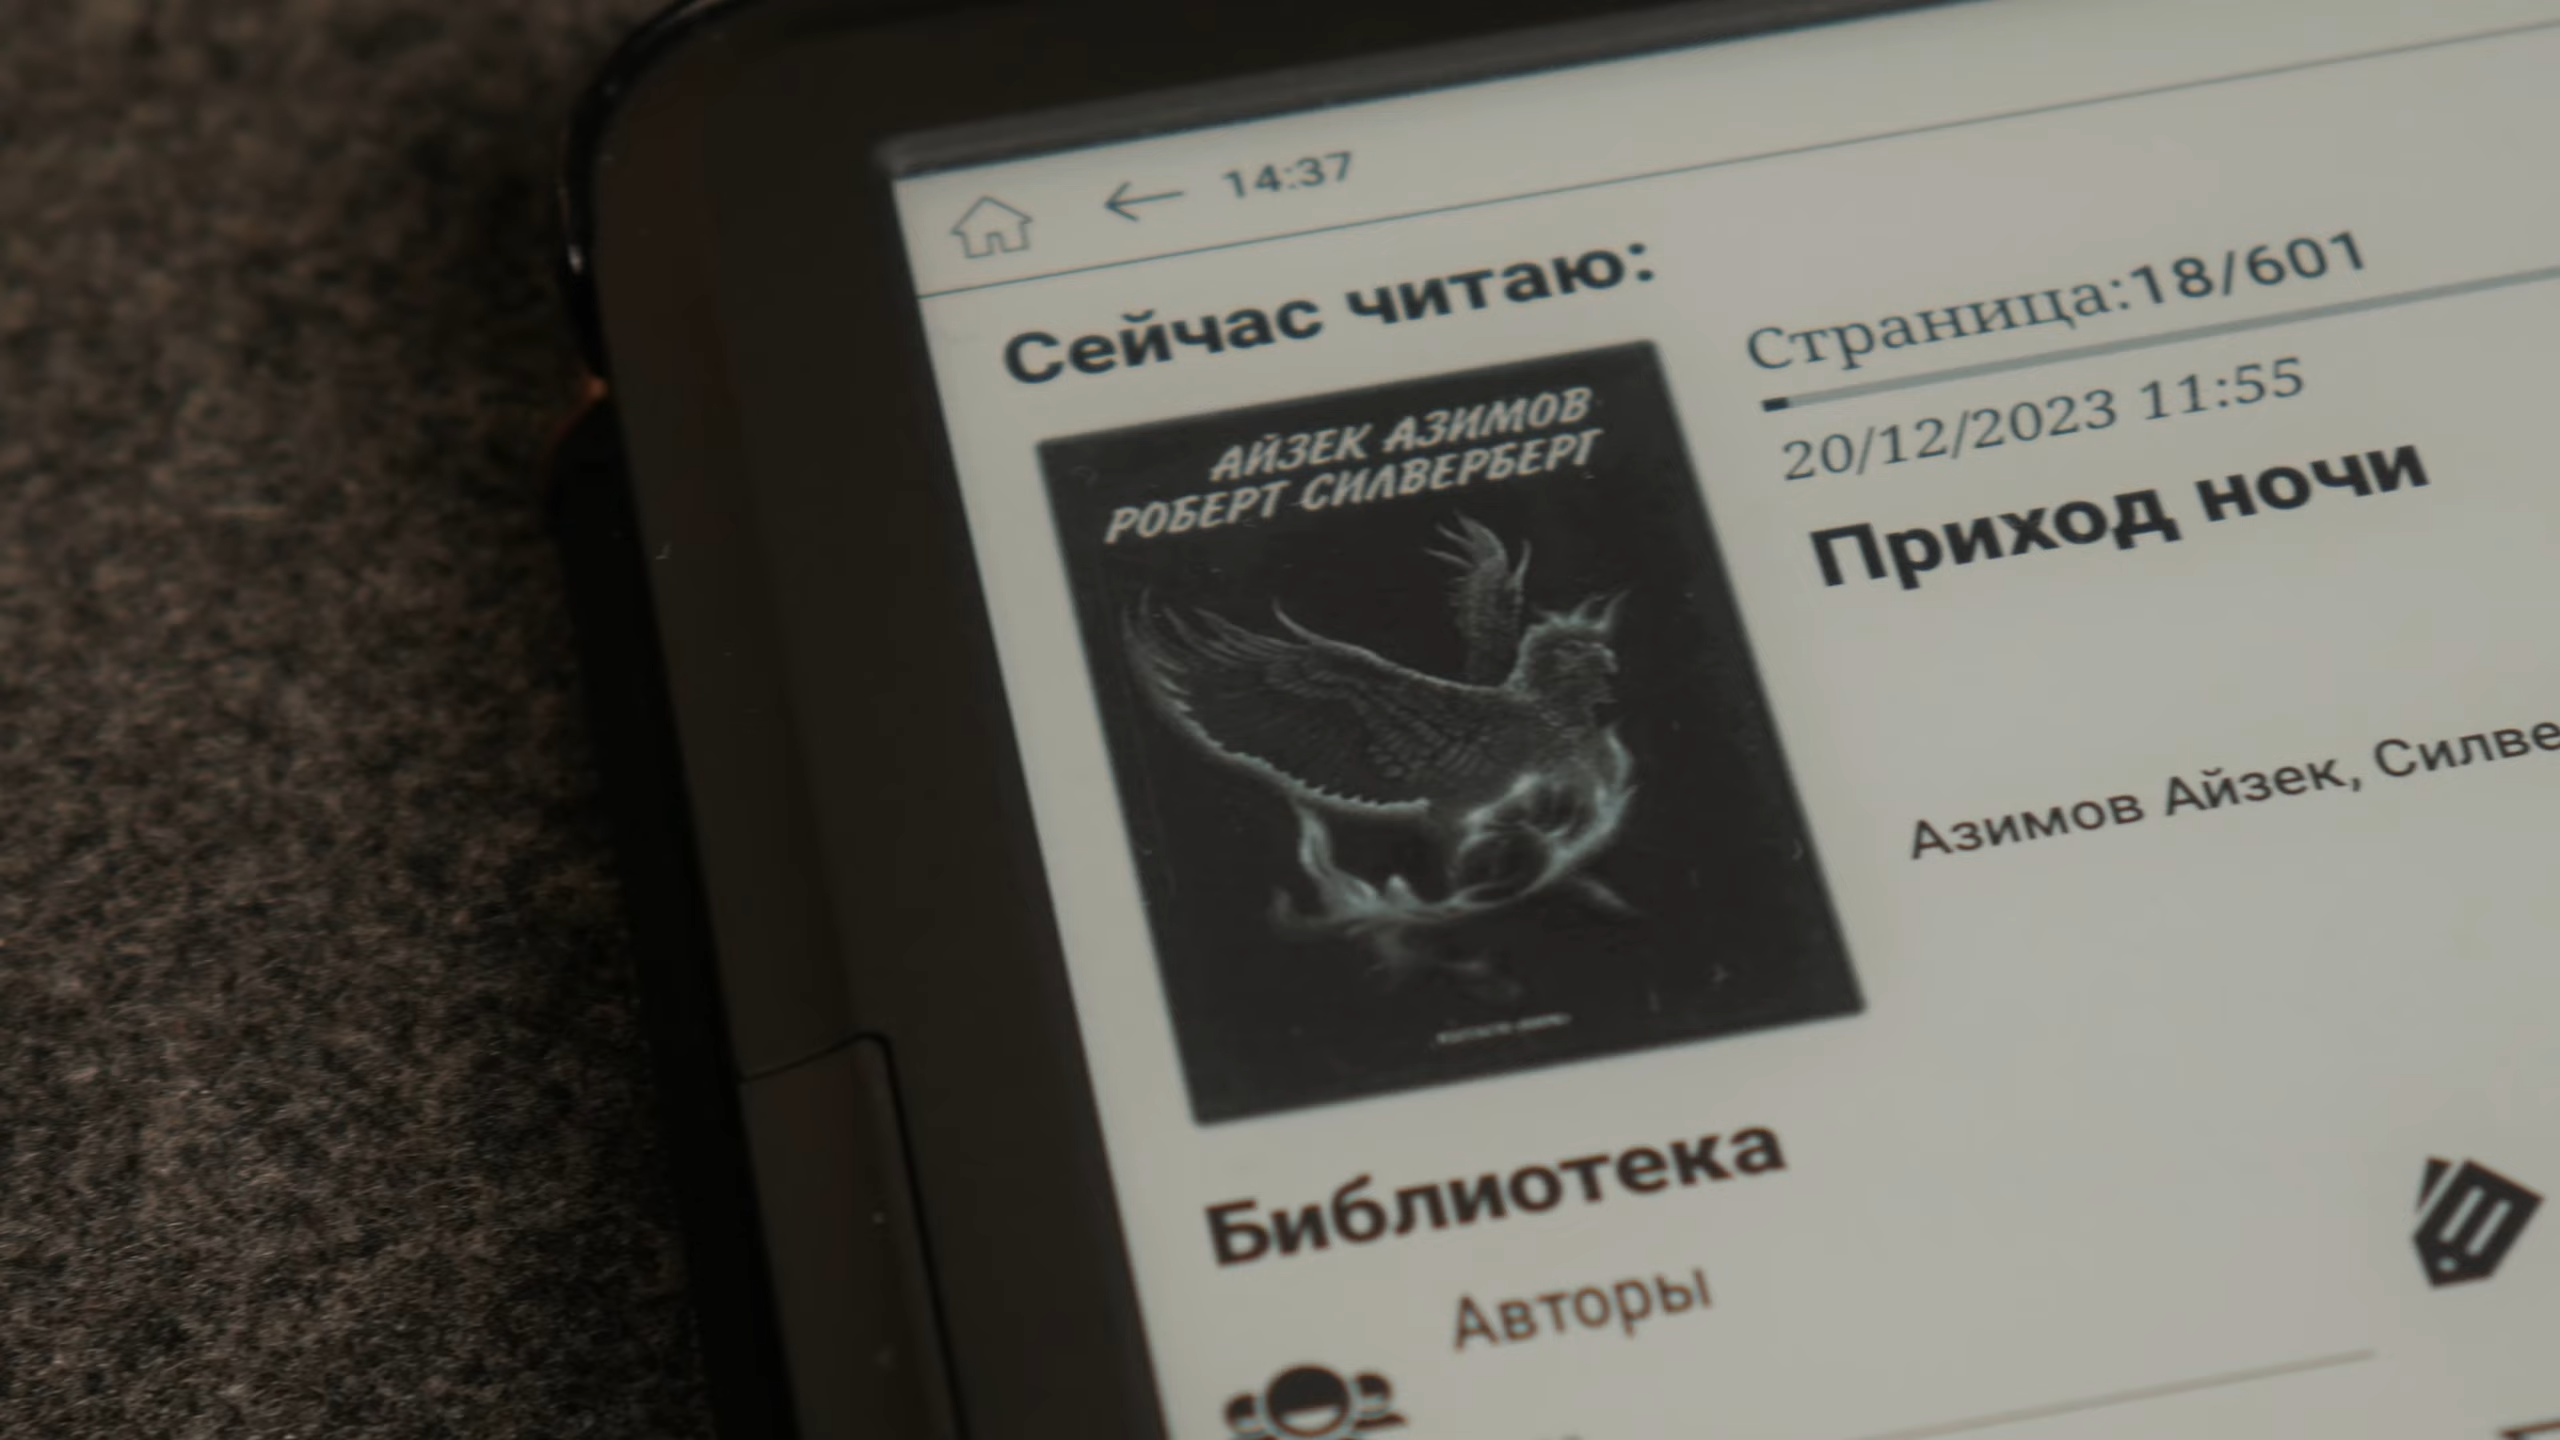 14:37
Сейчас читаю:
АЙЗЕК АЗИМОВ
РОБЕРТ СИЛВЕРБЕРГ
Страница:18/601
20/12/2023 11:55
Приход ночи
Азимов Айзек, Силве
Библиотека
Авторы